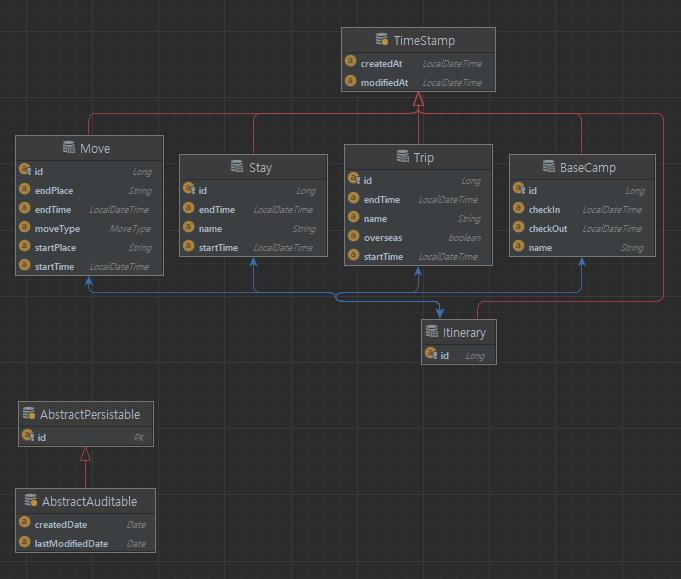 TimeStamp
createdAt LocalDateTime
modifiedAt LocalDateTime
Move
id Long
endPlace String
endTime LocalDateTime
moveType MoveType
startPlace String
startTime LocalDateTime
Stay
id Long
endTime LocalDateTime
name String
startTime LocalDateTime
Trip
id Long
endTime LocalDateTime
name String
overseas boolean
startTime LocalDateTime
BaseCamp
id Long
checkIn LocalDateTime
checkOut LocalDateTime
name String
Itinerary
id Long
AbstractPersistable
id PK
AbstractAuditable
createdDate Date
lastModifiedDate Date